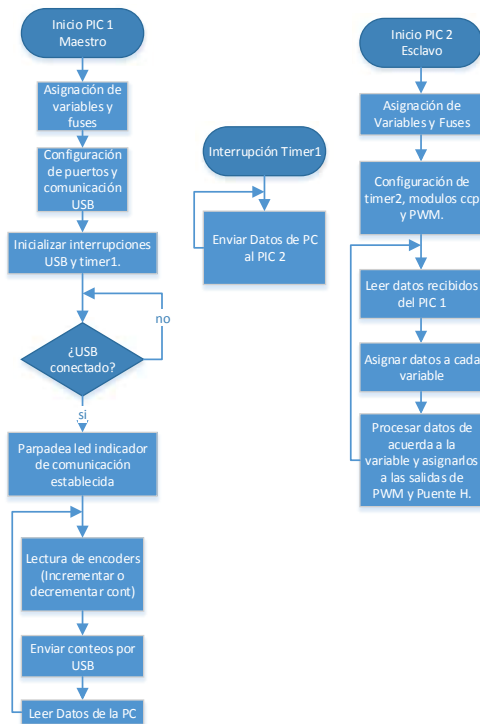 Inicio PIC 1
Maestro
Asignación de
variables y
fuses
Configuración
de puertos y
comunicación
USB
Inicializar interrupciones
USB y timer1.
no
¿USB
conectado?
si
Parpadea led indicador
de comunicación
establecida
Lectura de encoders
(Incrementar o
decrementar cont)
Enviar conteos por
USB
Leer Datos de la PC
Interrupción Timer1
Enviar Datos de PC
al PIC 2
Inicio PIC 2
Esclavo
Asignación de
Variables y Fuses
Configuración de
timer2, modulos ccp
y PWM.
Leer datos recibidos
del PIC 1
Asignar datos a cada
variable
Procesar datos de
acuerda a la
variable y asignarlos
a las salidas de
PWM y Puente H.